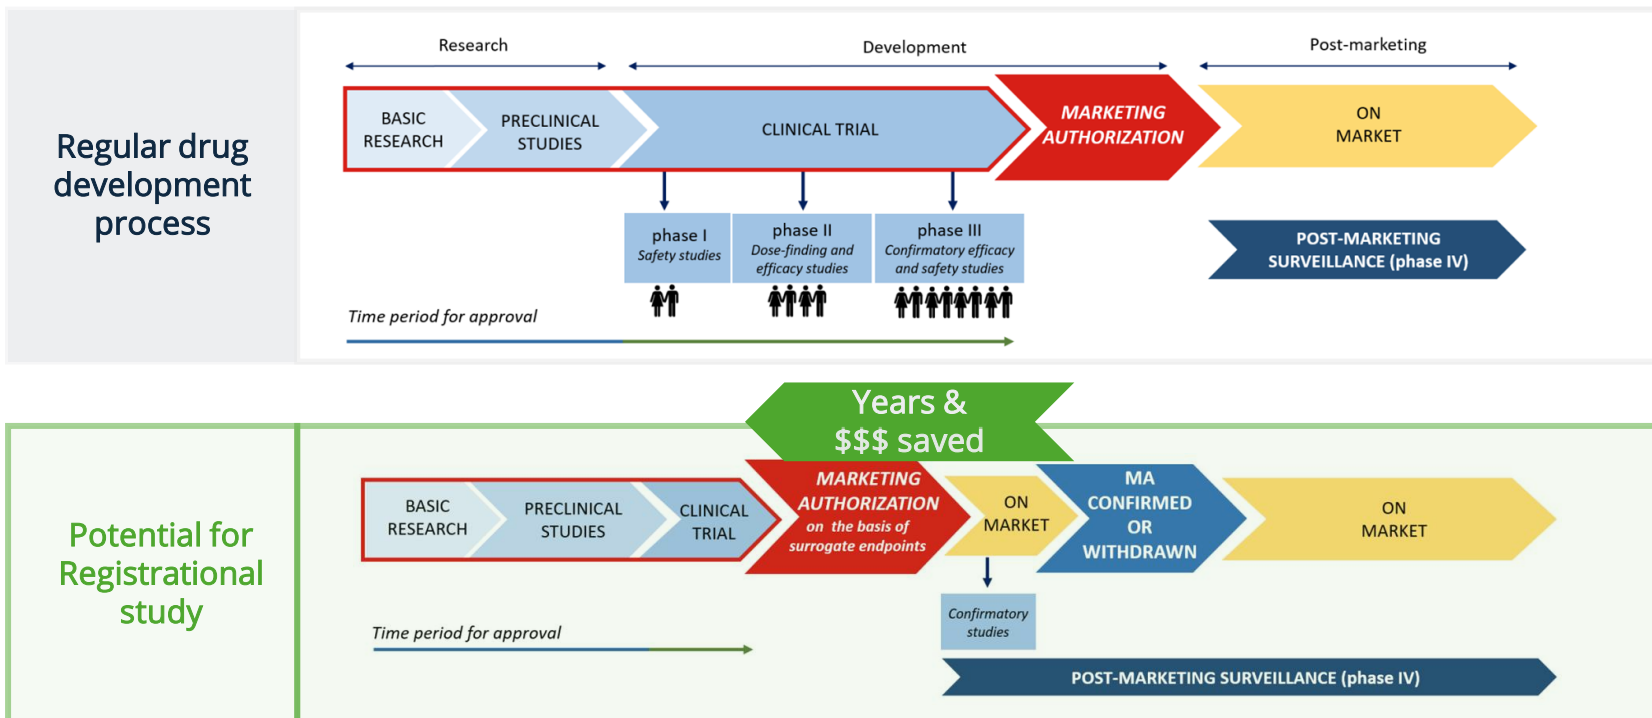 Regular drug
development
process
Research
Development
Post-marketing
BASIC
RESEARCH
PRECLINICAL
STUDIES
CLINICAL TRIAL
MARKETING
AUTHORIZATION
ON
MARKET
phase I
Safety studies
phase II
Dose-finding and
efficacy studies
phase III
Confirmatory efficacy
and safety studies
POST-MARKETING
SURVEILLANCE (phase IV)
Time period for approval
Years &
$$$ saved
Potential for
Registrational
study
BASIC
RESEARCH
PRECLINICAL
STUDIES
CLINICAL
TRIAL
MARKETING
AUTHORIZATION
on the basis of
surrogate endpoints
ON
MARKET
MA
CONFIRMED
OR
WITHDRAWN
ON
MARKET
Confirmatory
studies
Time period for approval
POST-MARKETING SURVEILLANCE (phase IV)